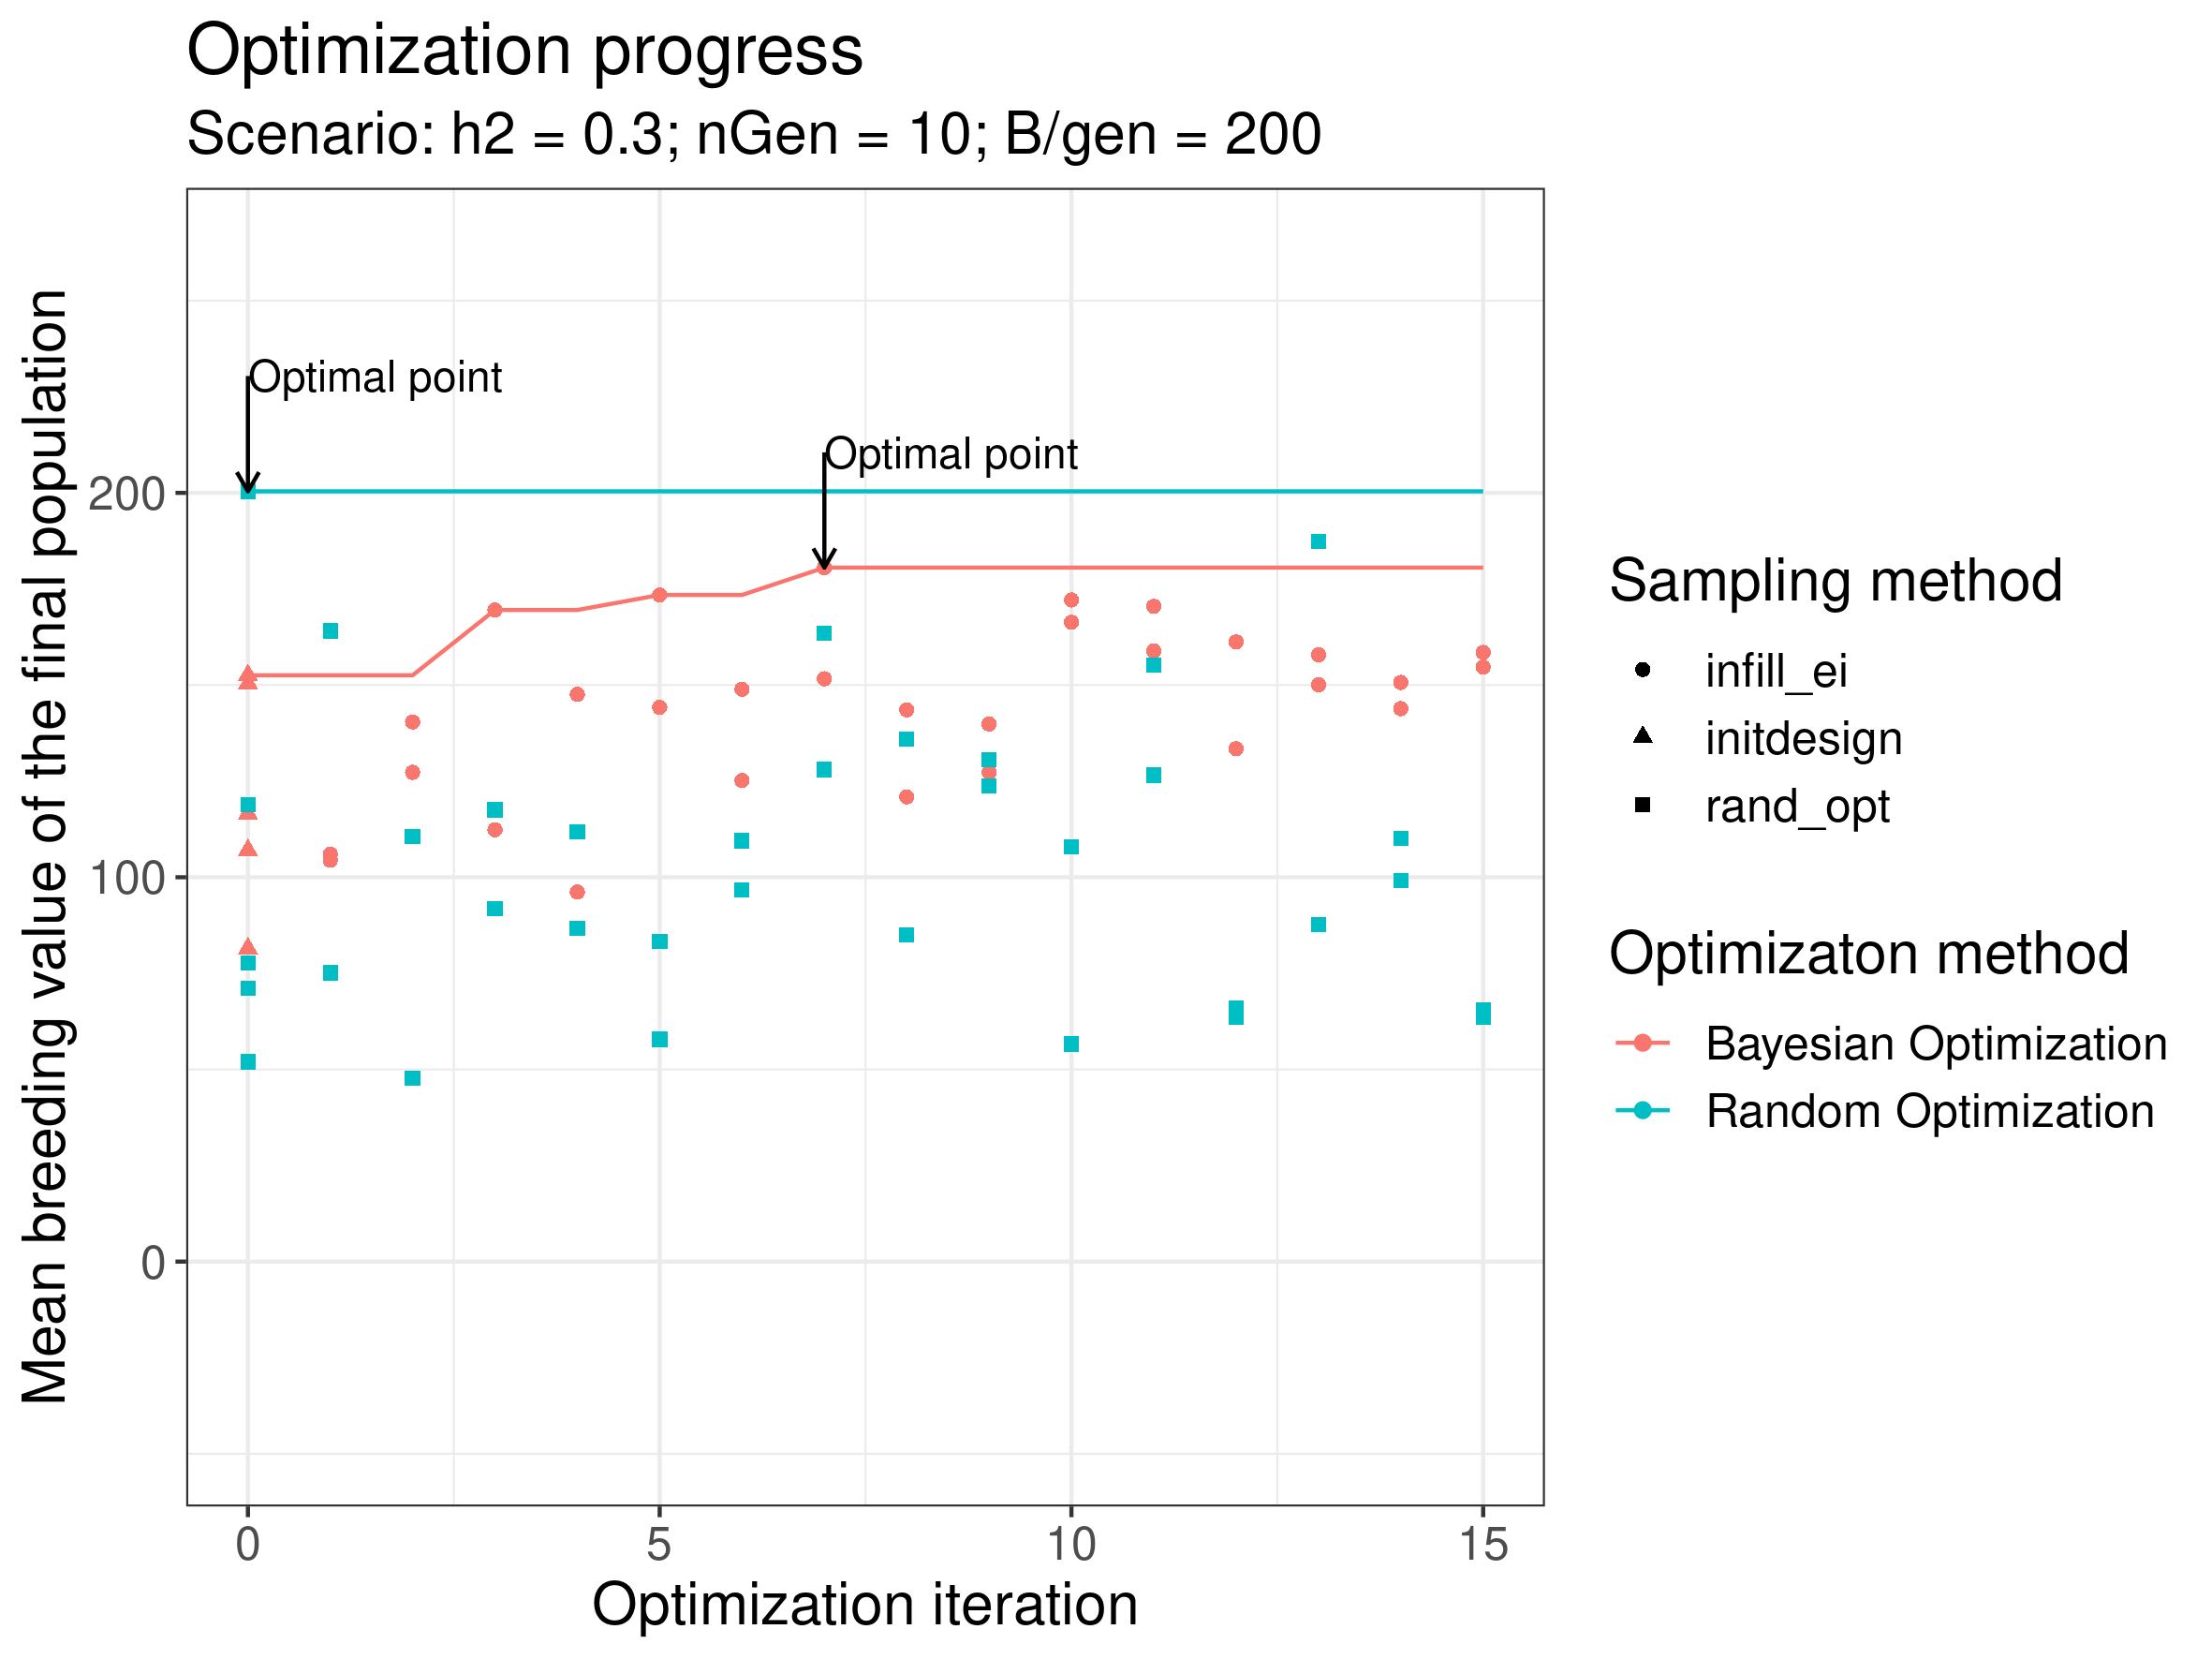 Optimization progress
Scenario: h2 = 0.3; nGen = 10; B/gen = 200
Mean breeding value of the final population
200
100
0
Optimal point
Optimal point
0 5 10 15
Optimization iteration
Sampling method
infill_ei
initdesign
rand_opt
Optimizaton method
Bayesian Optimization
Random Optimization